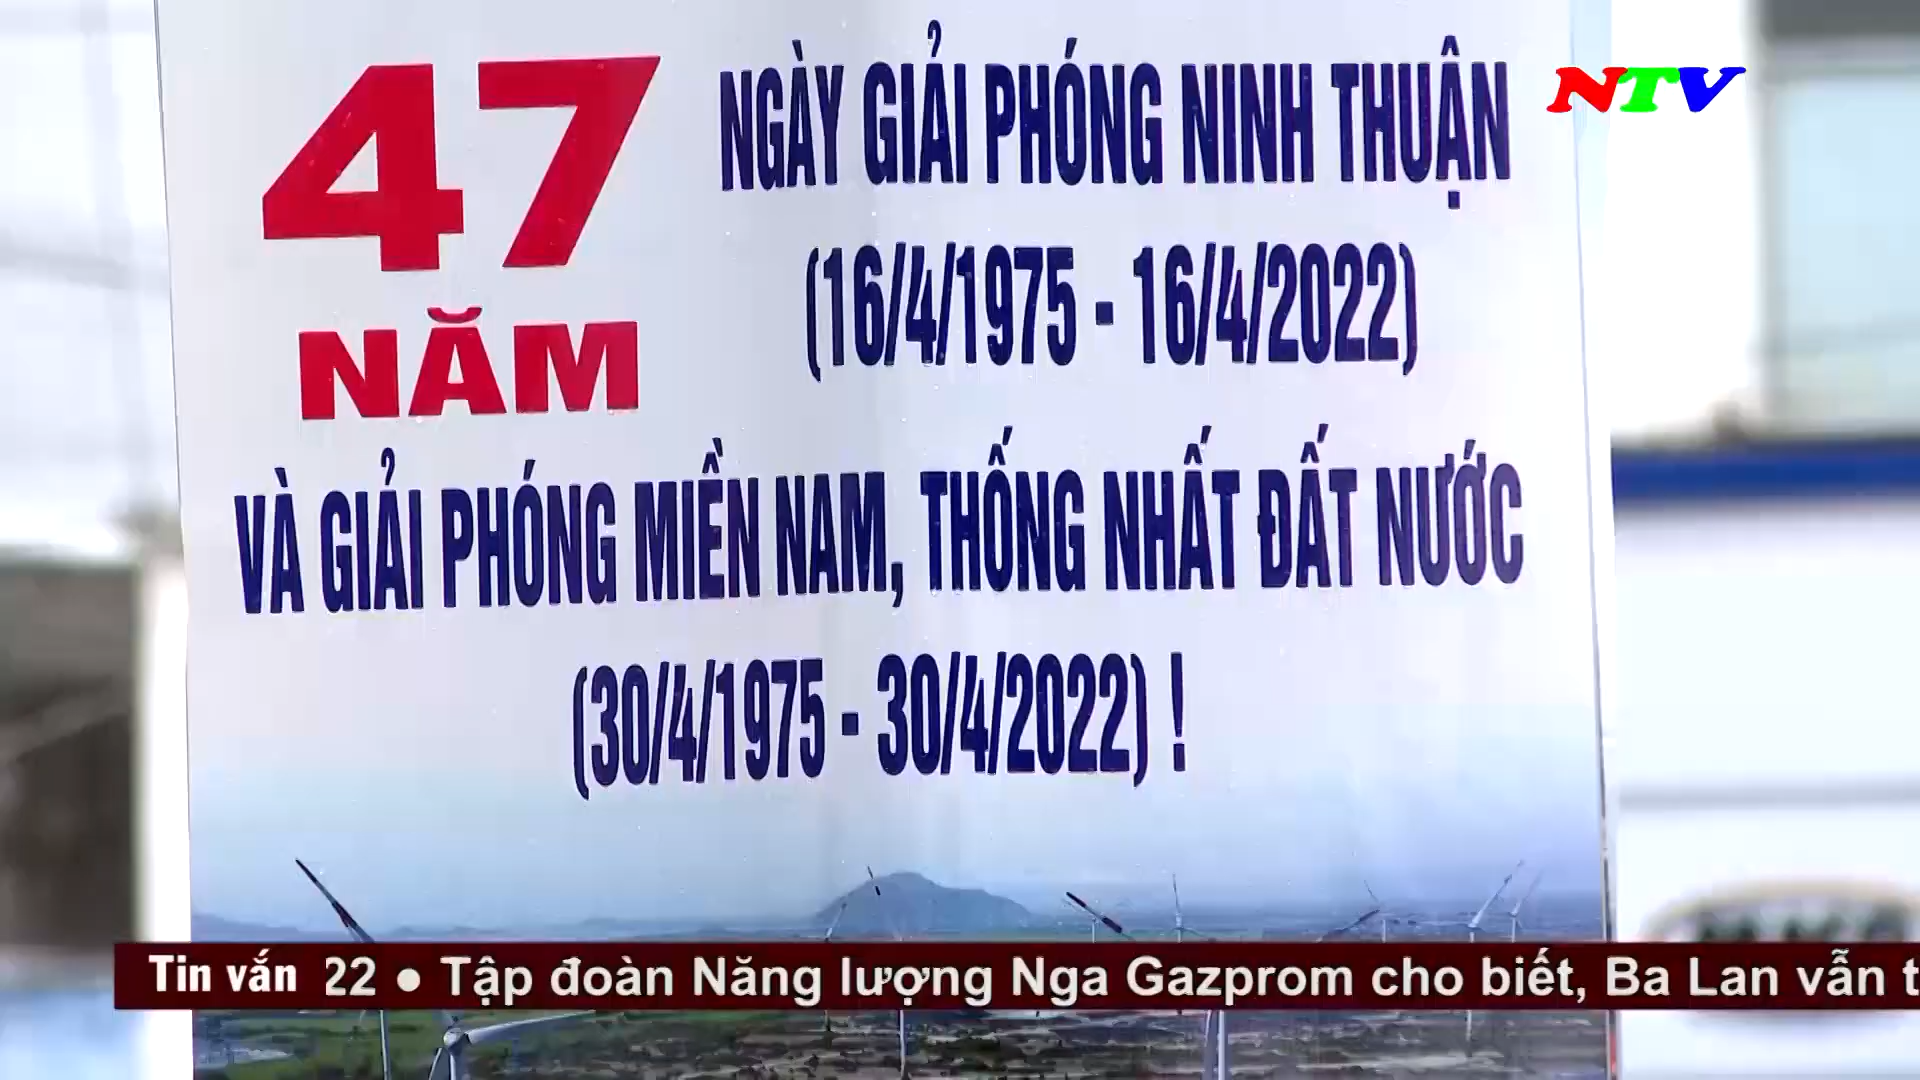 47
NĂM
NGÀY GIẢI PHÓNG NINH THUẬN
(16/4/1975 - 16/4/2022)
VÀ GIẢI PHÓNG MIỀN NAM, THỐNG NHẤT ĐẤT NƯỚC
(30/4/1975 - 30/4/2022) !
NTV
Tin vắn 22 ● Tập đoàn Năng lượng Nga Gazprom cho biết, Ba Lan vẫn t